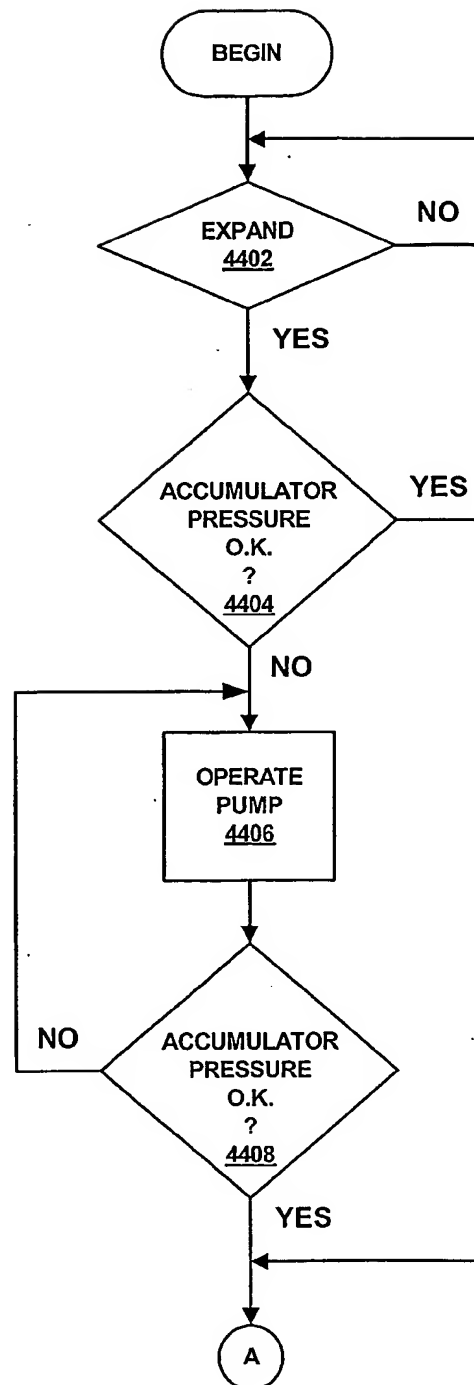 BEGIN
EXPAND
4402
NO
YES
ACCUMULATOR
PRESSURE
O.K.
?
4404
YES
NO
OPERATE
PUMP
4406
NO
ACCUMULATOR
PRESSURE
O.K.
?
4408
YES
A